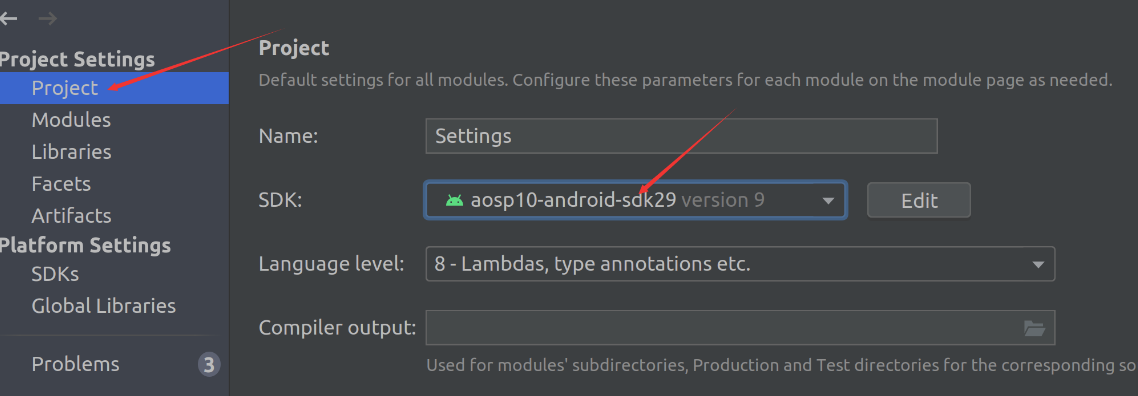 Project Settings
Project
Modules
Libraries
Facets
Artifacts
Platform Settings
SDKs
Global Libraries
Problems 3
Project
Default settings for all modules. Configure these parameters for each module on the module page as needed.
Name: Settings
SDK: aosp10-android-sdk29 version 9 Edit
Language level: 8 - Lambdas, type annotations etc.
Compiler output:
Used for modules' subdirectories, Production and Test directories for the corresponding so